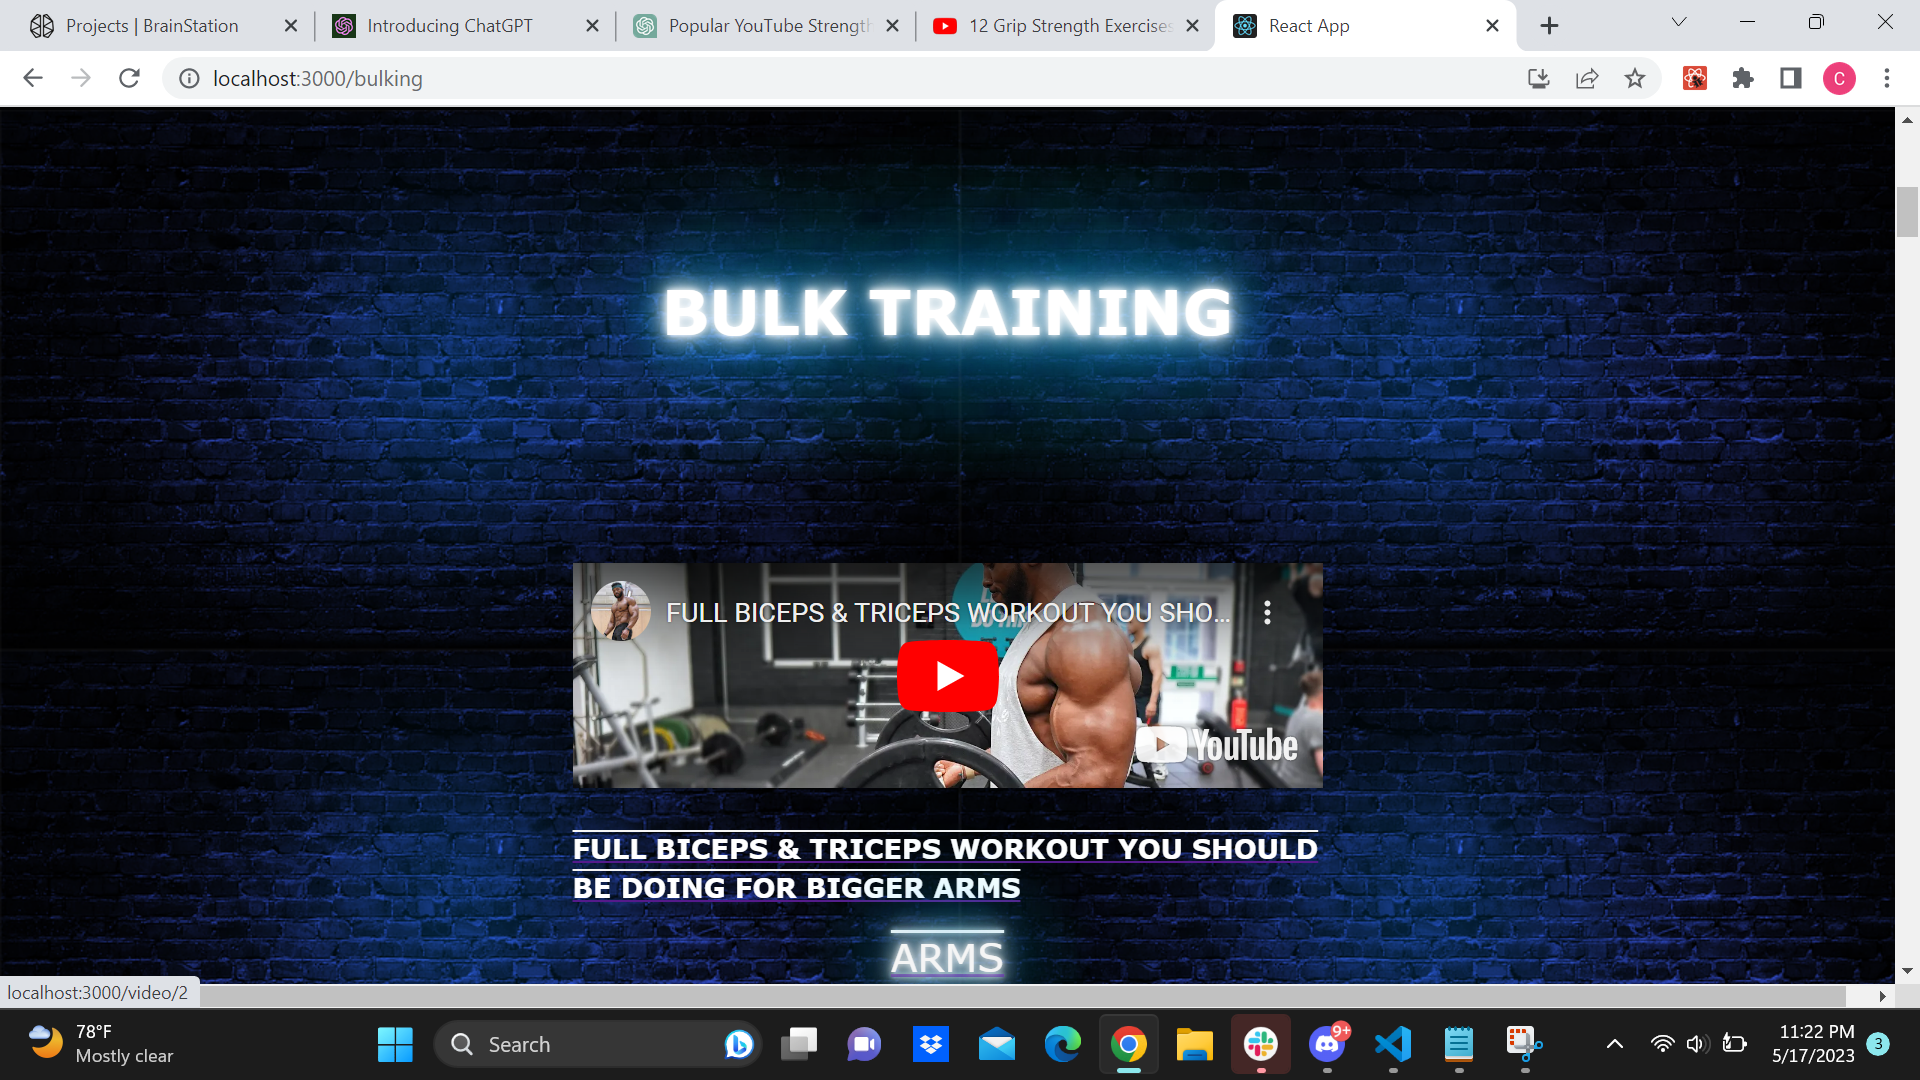 Projects | BrainStation
Introducing ChatGPT
Popular YouTube Strength
12 Grip Strength Exercises
React App
localhost:3000/bulking
C
BULK TRAINING
FULL BICEPS & TRICEPS WORKOUT YOU SHO...
YouTube
FULL BICEPS & TRICEPS WORKOUT YOU SHOULD
BE DOING FOR BIGGER ARMS
ARMS
localhost:3000/video/2
78°F
Mostly clear
Search
9+
11:22 PM
5/17/2023
3